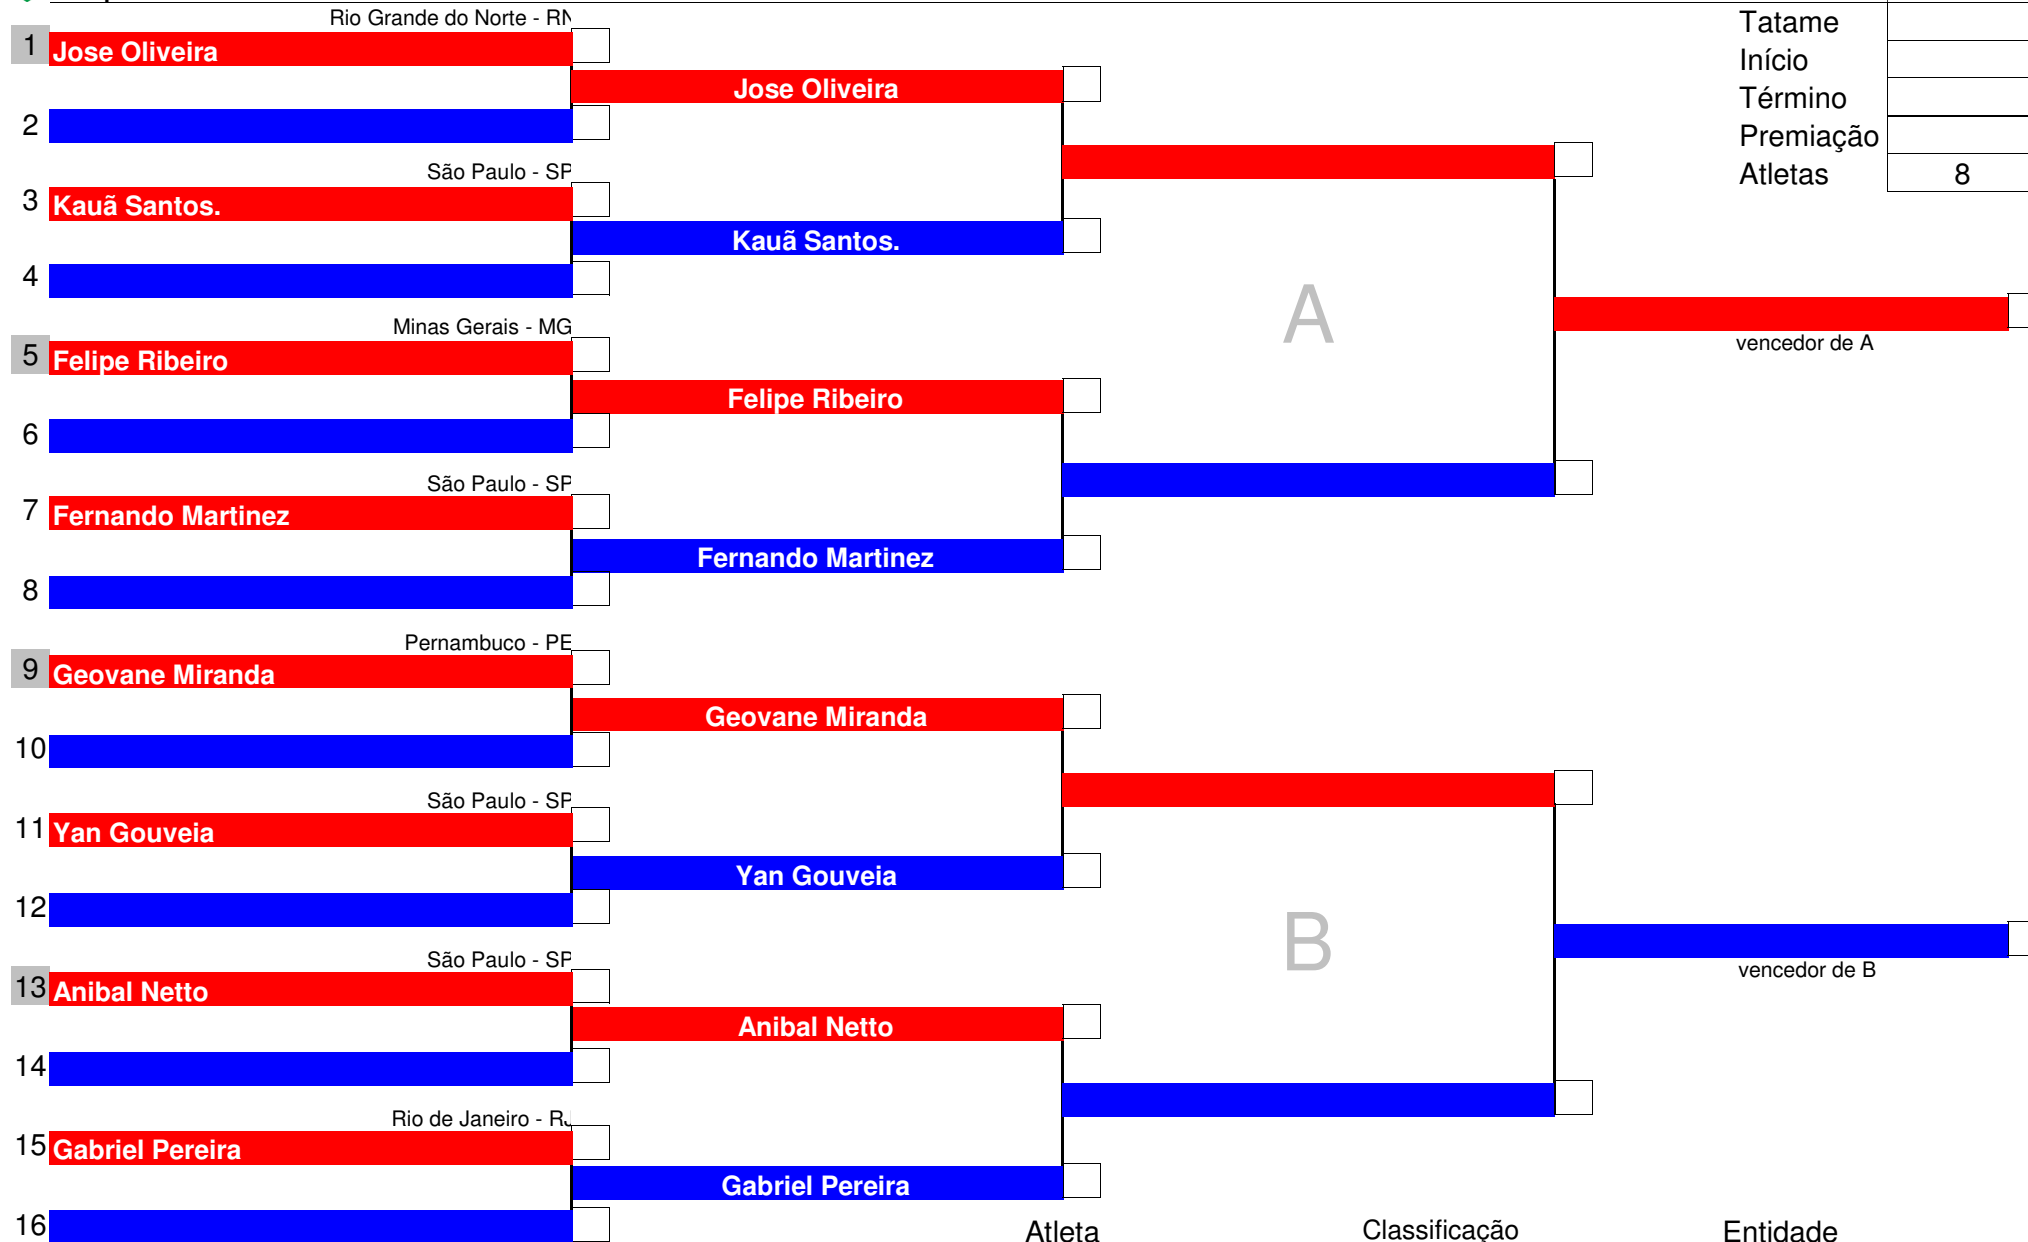 Rio Grande do Norte - RN
Tatame
1 Jose Oliveira
Início
Jose Oliveira
Término
2
Premiação
São Paulo - SP
Atletas 8
3 Kauã Santos.
Kauã Santos.
4
A
Minas Gerais - MG
vencedor de A
5 Felipe Ribeiro
Felipe Ribeiro
6
São Paulo - SP
7 Fernando Martinez
Fernando Martinez
8
Pernambuco - PE
9 Geovane Miranda
Geovane Miranda
10
São Paulo - SP
11 Yan Gouveia
Yan Gouveia
12
B
São Paulo - SP
vencedor de B
13 Anibal Netto
Anibal Netto
14
Rio de Janeiro - RJ
15 Gabriel Pereira
Gabriel Pereira
16
Atleta Classificação Entidade